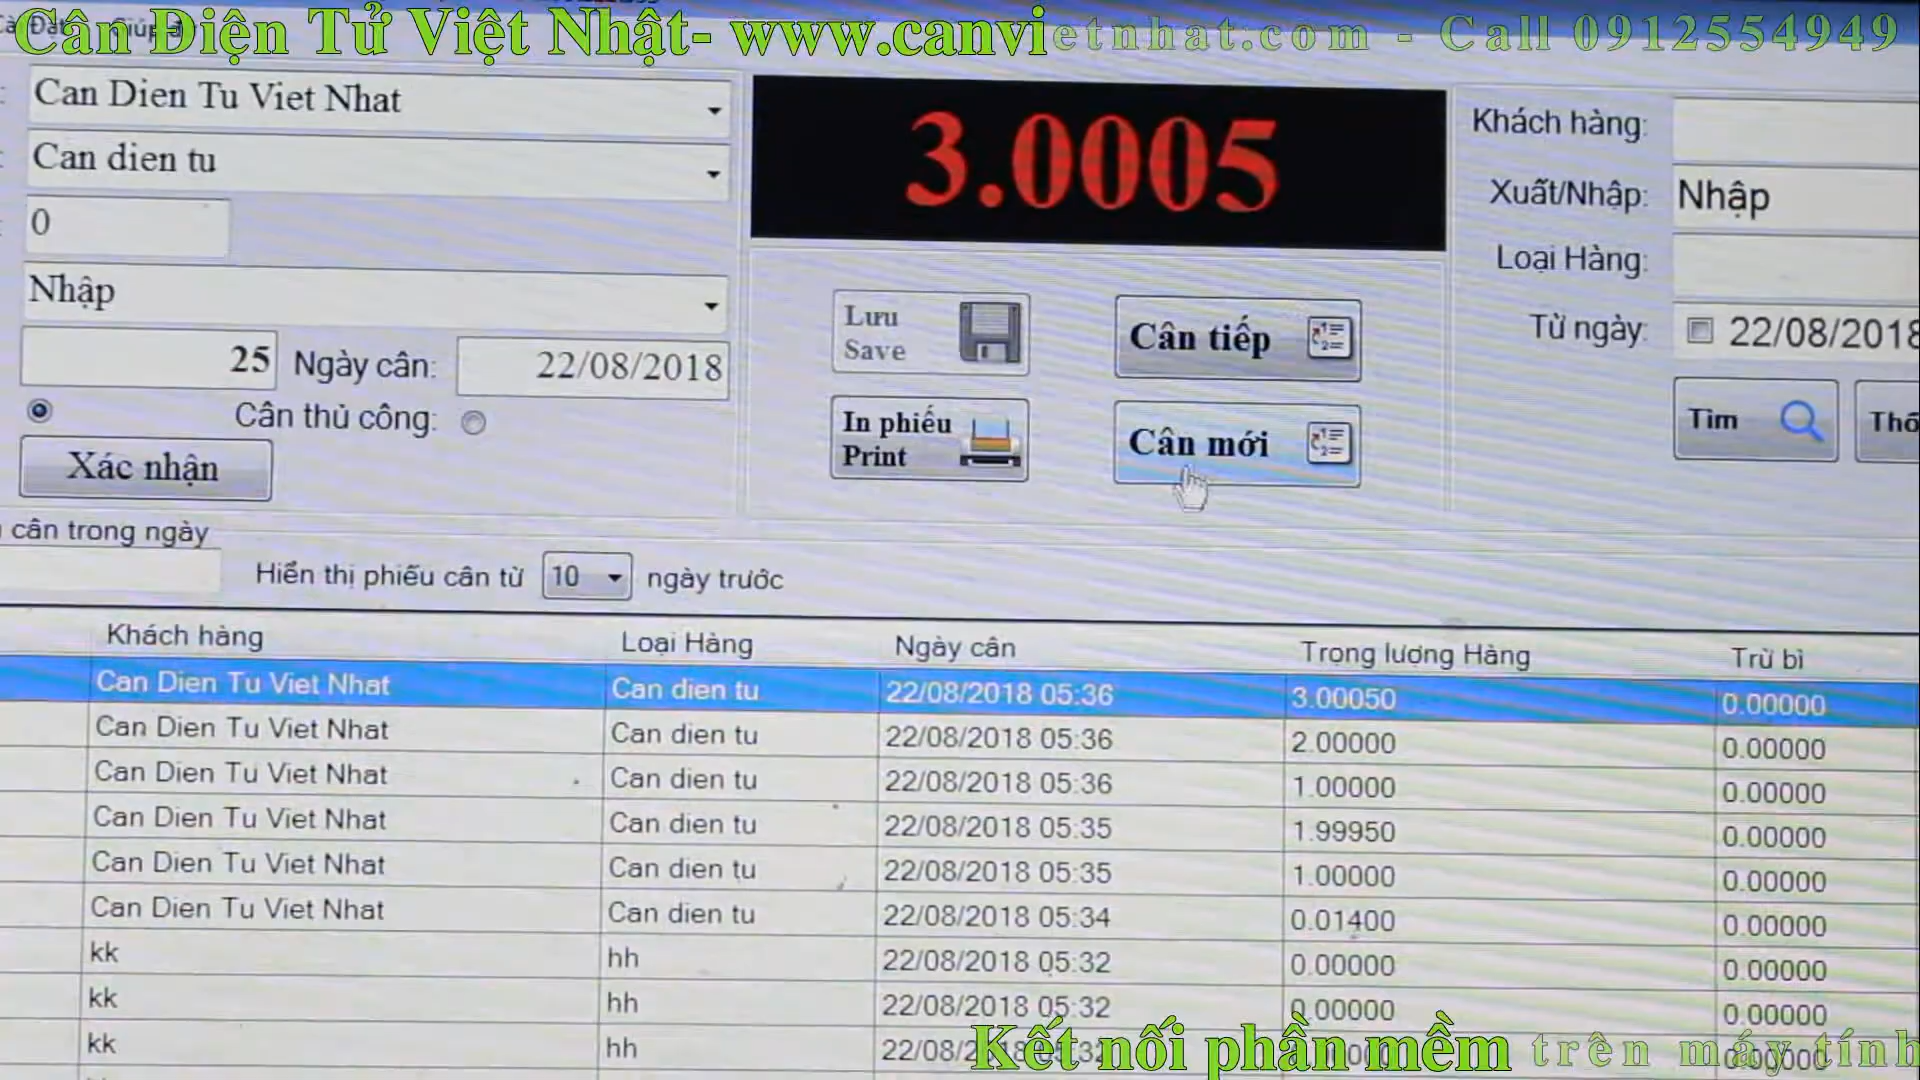 Cân Điện Tử Việt Nhật- www.canvietnhat.com - Call 0912554949
Can Dien Tu Viet Nhat
Can dien tu
0
Nhập
25 Ngày cân: 22/08/2018
Cân thủ công:
Xác nhận
3.0005
Lưu
Save
Cân tiếp
In phiếu
Print
Cân mới
Khách hàng:
Xuất/Nhập: Nhập
Loại Hàng:
Từ ngày: 22/08/2018
Tìm
cân trong ngày
Hiển thị phiếu cân từ 10 ngày trước
Khách hàng Loại Hàng Ngày cân Trọng lượng Hàng Trừ bì
Can Dien Tu Viet Nhat Can dien tu 22/08/2018 05:36 3.00050 0.00000
Can Dien Tu Viet Nhat Can dien tu 22/08/2018 05:36 2.00000 0.00000
Can Dien Tu Viet Nhat Can dien tu 22/08/2018 05:36 1.00000 0.00000
Can Dien Tu Viet Nhat Can dien tu 22/08/2018 05:35 1.99950 0.00000
Can Dien Tu Viet Nhat Can dien tu 22/08/2018 05:35 1.00000 0.00000
Can Dien Tu Viet Nhat Can dien tu 22/08/2018 05:34 0.01400 0.00000
kk hh 22/08/2018 05:32 0.00000 0.00000
kk hh 22/08/2018 05:32 0.00000 0.00000
kk hh
Kết nối phần mềm trên máy tính